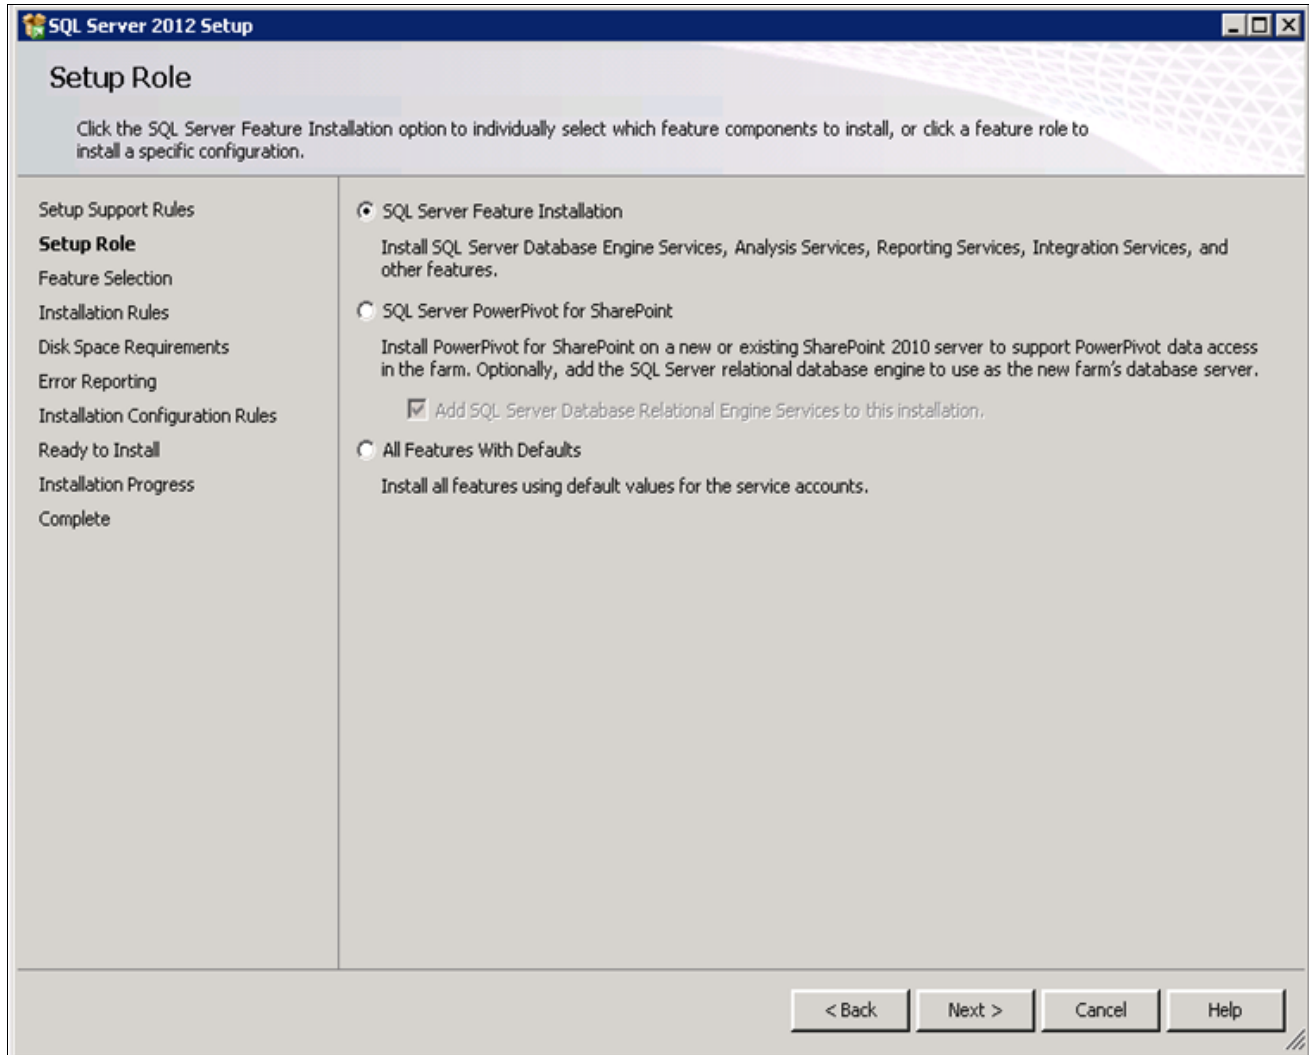 SQL Server 2012 Setup
Setup Role
Click the SQL Server Feature Installation option to individually select which feature components to install, or click a feature role to
install a specific configuration.
Setup Support Rules
Setup Role
Feature Selection
Installation Rules
Disk Space Requirements
Error Reporting
Installation Configuration Rules
Ready to Install
Installation Progress
Complete
SQL Server Feature Installation
Install SQL Server Database Engine Services, Analysis Services, Reporting Services, Integration Services, and
other features.
SQL Server PowerPivot for SharePoint
Install PowerPivot for SharePoint on a new or existing SharePoint 2010 server to support PowerPivot data access
in the farm. Optionally, add the SQL Server relational database engine to use as the new farm's database server.
Add SQL Server Database Relational Engine Services to this installation.
All Features With Defaults
Install all features using default values for the service accounts.
< Back
Next >
Cancel
Help